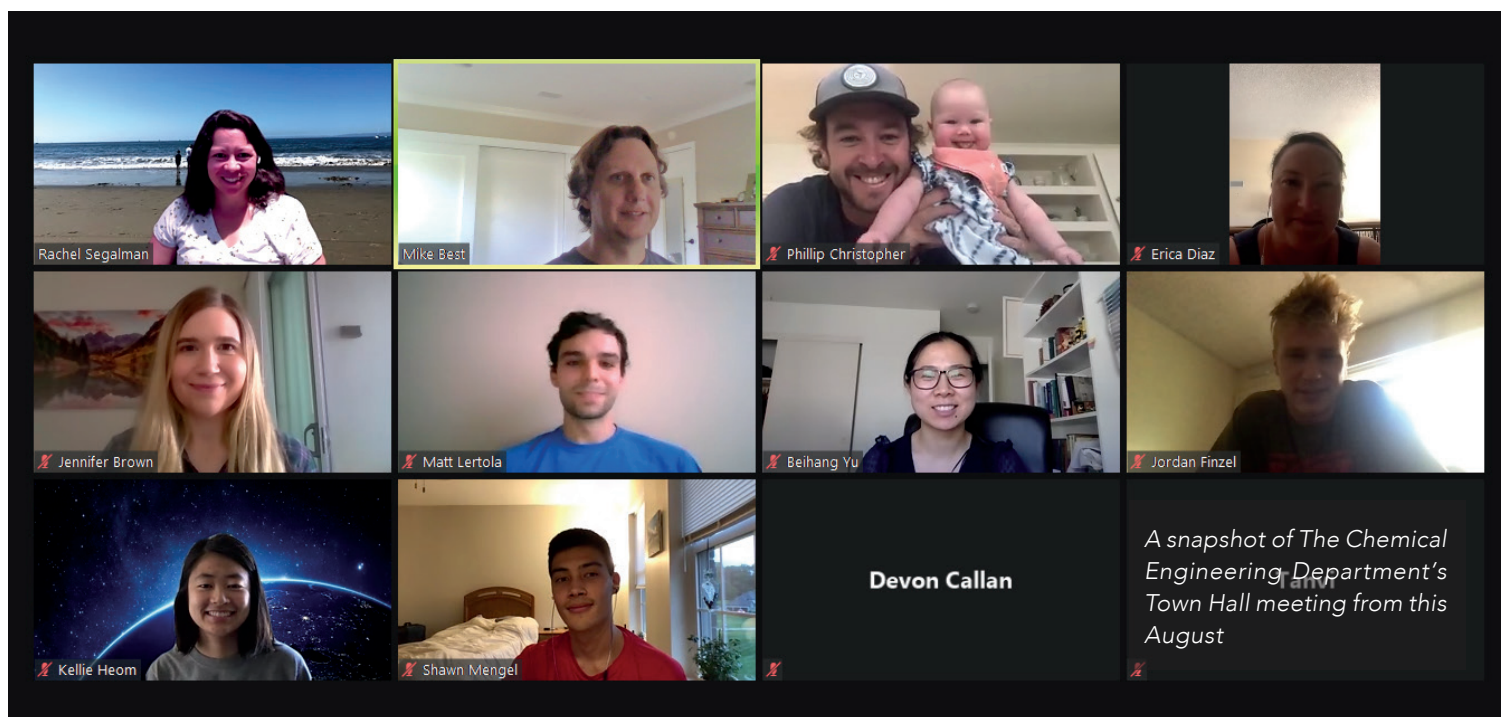 Rachel Segalman
Mike Best
Phillip Christopher
Erica Diaz
Jennifer Brown
Matt Lertola
Beihang Yu
Jordan Finzel
Kellie Heom
Shawn Mengel
Devon Callan
Tanvi
A snapshot of The Chemical
Engineering Department’s
Town Hall meeting from this
August